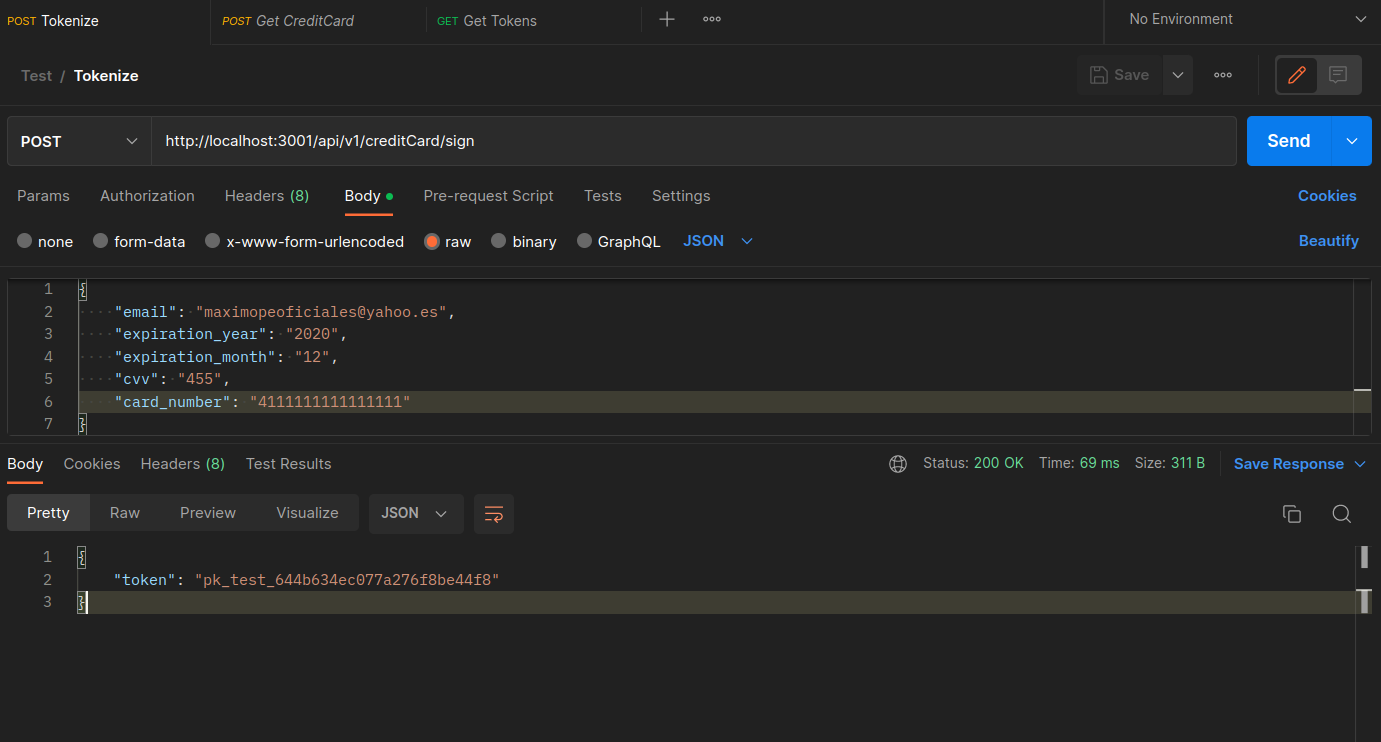 POST Tokenize POST Get CreditCard GET Get Tokens No Environment
Test / Tokenize Save
POST http://localhost:3001/api/v1/creditCard/sign Send
Params Authorization Headers (8) Body Pre-request Script Tests Settings Cookies
none form-data x-www-form-urlencoded raw binary GraphQL JSON Beautify
1 {
2 "email": "maximopeoficiales@yahoo.es",
3 "expiration_year": "2020",
4 "expiration_month": "12",
5 "cvv": "455",
6 "card_number": "4111111111111111"
7 }
Body Cookies Headers (8) Test Results Status: 200 OK Time: 69 ms Size: 311 B Save Response
Pretty Raw Preview Visualize JSON
1 {
2 "token": "pk_test_644b634ec077a276f8be44f8"
3 }